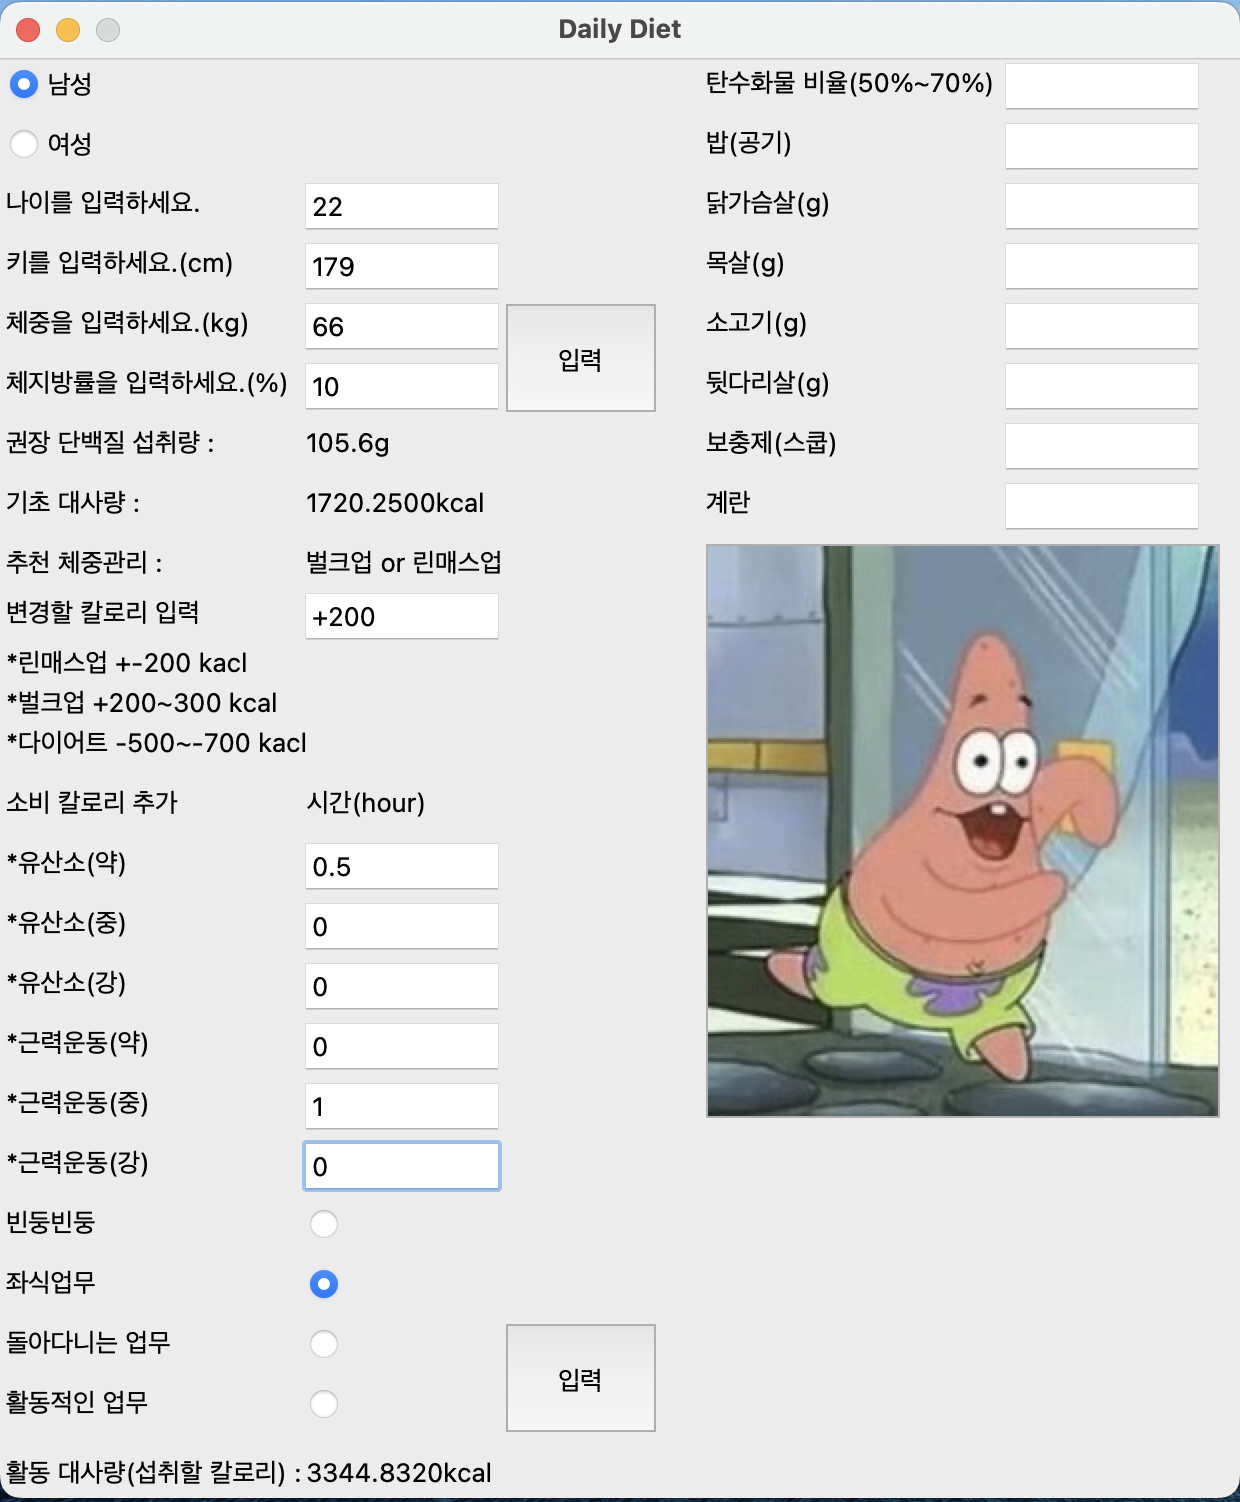 Daily Diet
남성
여성
나이를 입력하세요. 22
키를 입력하세요.(cm) 179
체중을 입력하세요.(kg) 66
체지방률을 입력하세요.(%) 10
입력
권장 단백질 섭취량 : 105.6g
기초 대사량 : 1720.2500kcal
추천 체중관리 : 벌크업 or 린매스업
변경할 칼로리 입력 +200
*린매스업 +-200 kacl
*벌크업 +200~300 kcal
*다이어트 -500~-700 kacl
소비 칼로리 추가 시간(hour)
*유산소(약) 0.5
*유산소(중) 0
*유산소(강) 0
*근력운동(약) 0
*근력운동(중) 1
*근력운동(강) 0
빈둥빈둥
좌식업무
돌아다니는 업무
활동적인 업무
입력
활동 대사량(섭취할 칼로리) : 3344.8320kcal
탄수화물 비율(50%~70%)
밥(공기)
닭가슴살(g)
목살(g)
소고기(g)
뒷다리살(g)
보충제(스쿱)
계란